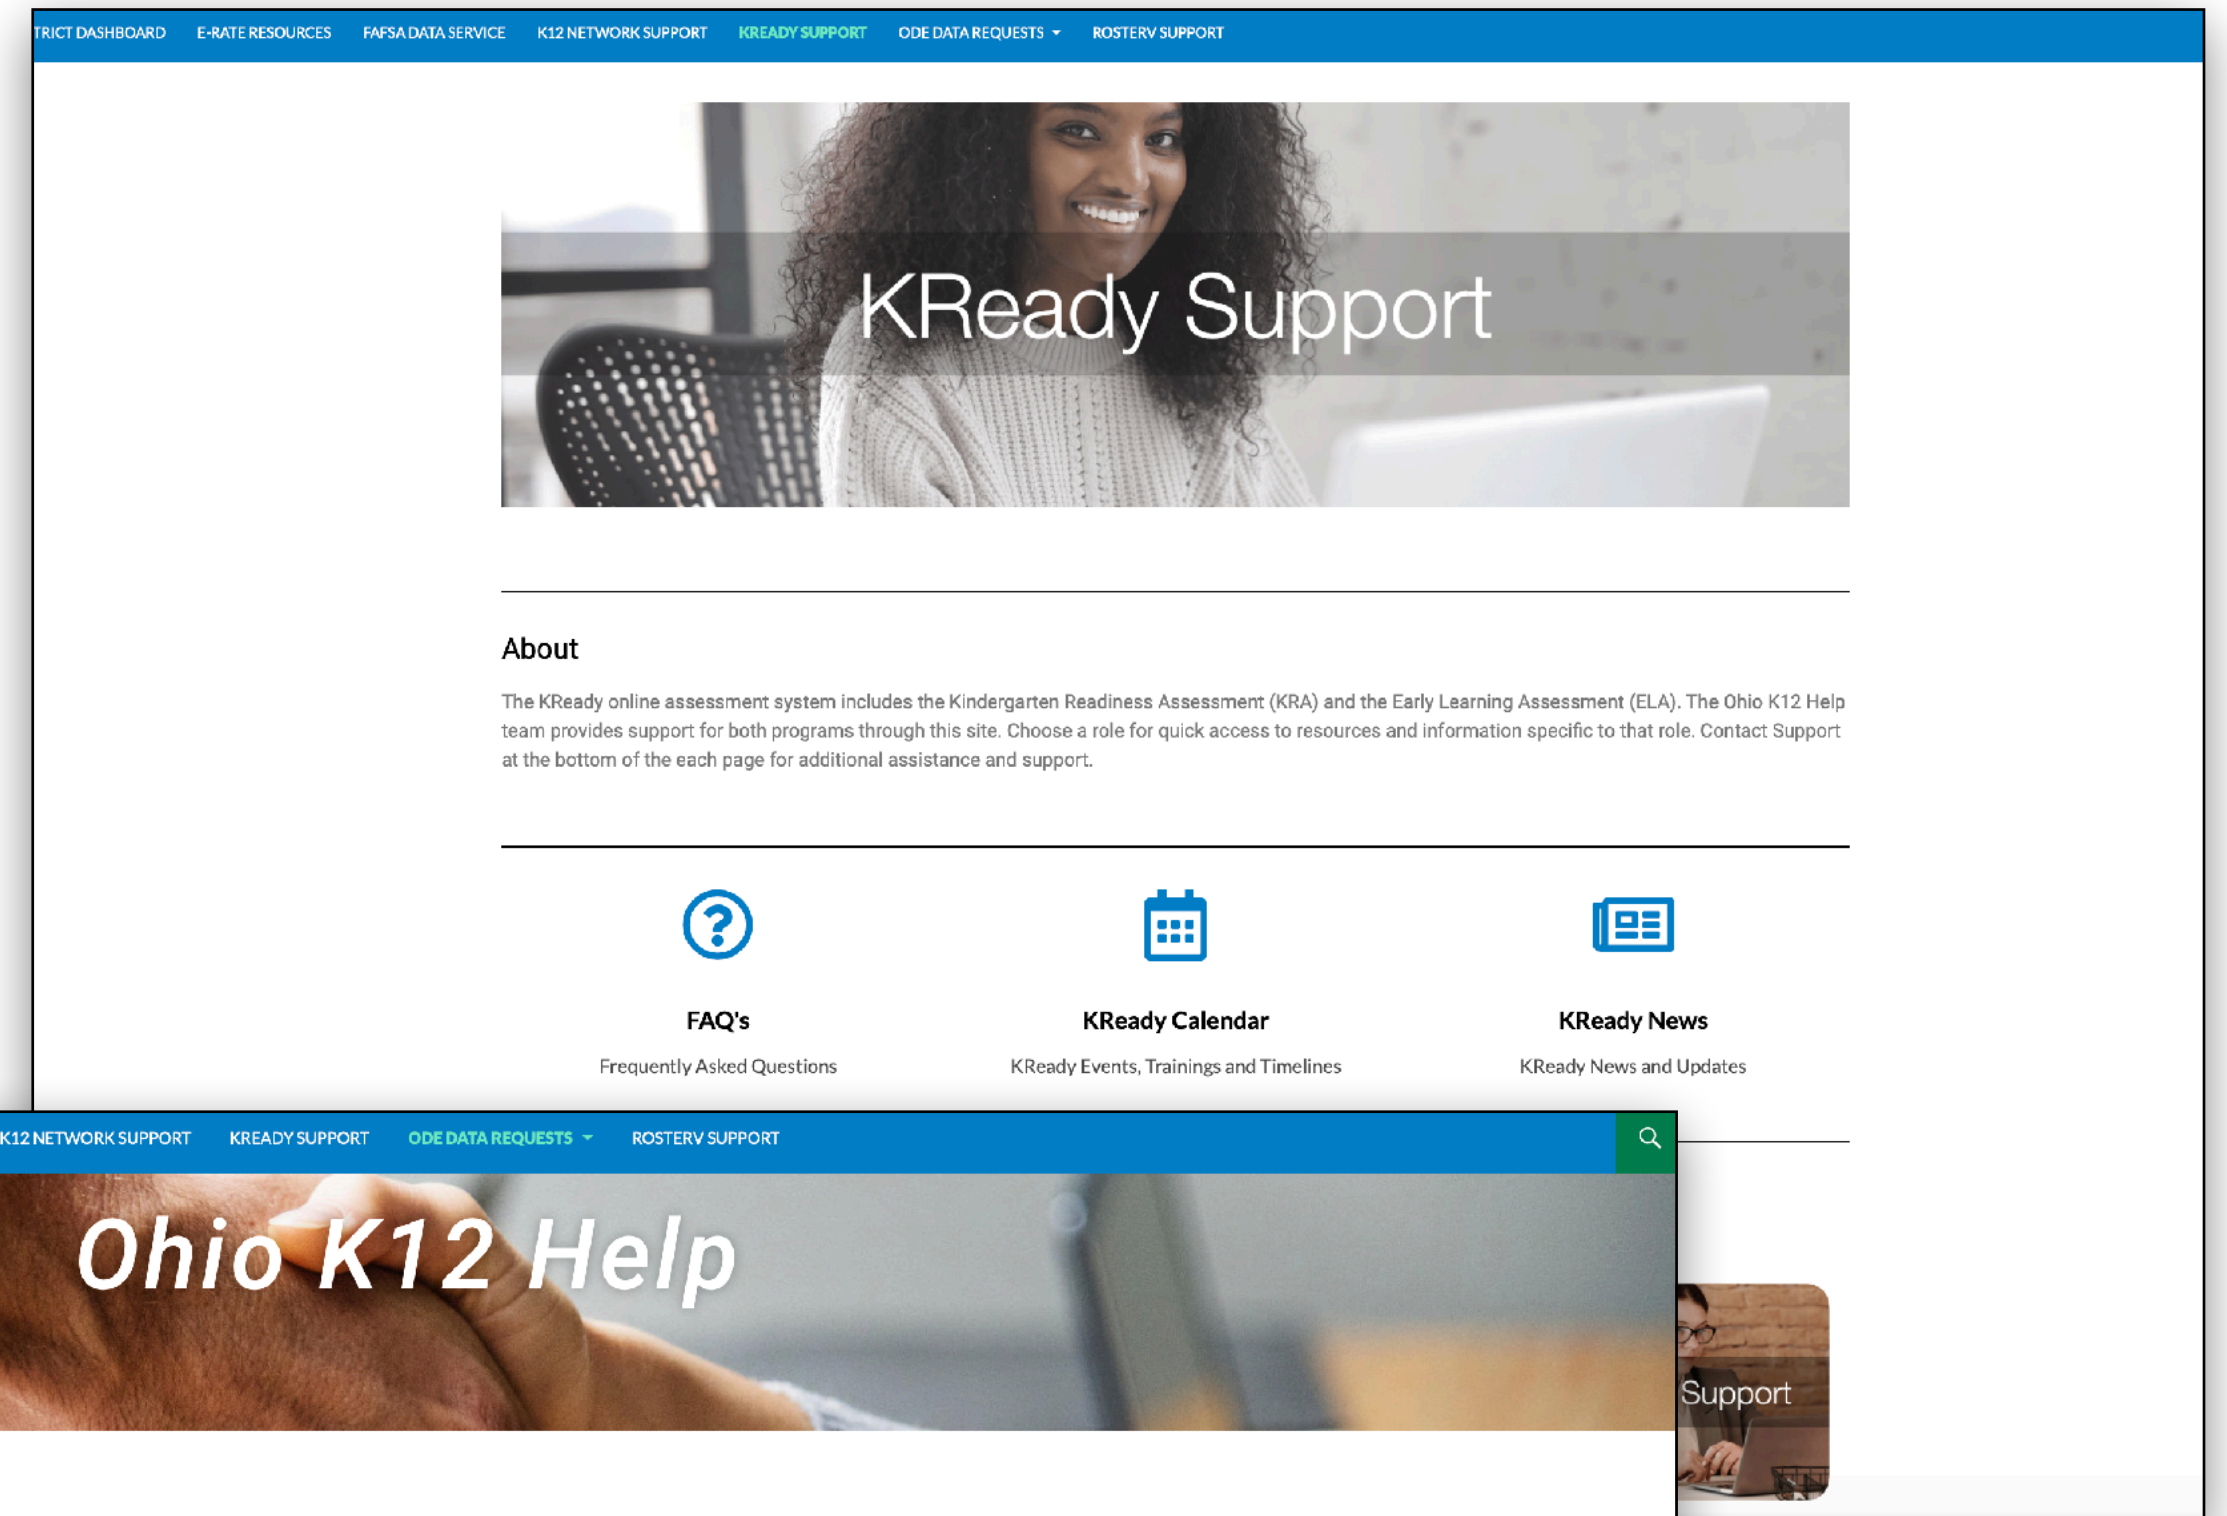 TRICT DASHBOARD E-RATE RESOURCES FAFSA DATA SERVICE K12 NETWORK SUPPORT KREADY SUPPORT ODE DATA REQUESTS ROSTERV SUPPORT
KReady Support
About
The KReady online assessment system includes the Kindergarten Readiness Assessment (KRA) and the Early Learning Assessment (ELA). The Ohio K12 Help
team provides support for both programs through this site. Choose a role for quick access to resources and information specific to that role. Contact Support
at the bottom of the each page for additional assistance and support.
FAQ's
Frequently Asked Questions
KReady Calendar
KReady Events, Trainings and Timelines
KReady News
KReady News and Updates
K12 NETWORK SUPPORT KREADY SUPPORT ODE DATA REQUESTS ROSTERV SUPPORT
Ohio K12 Help
Support